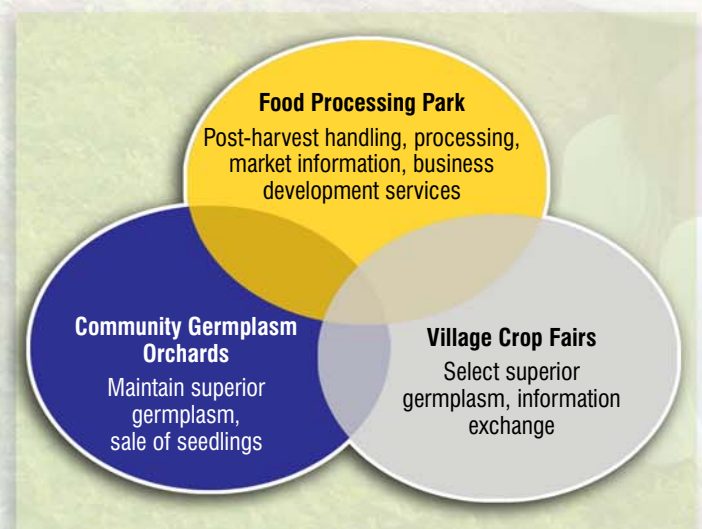 Food Processing Park
Post-harvest handling, processing,
market information, business
development services
Community Germplasm
Orchards
Maintain superior
germplasm,
sale of seedlings
Village Crop Fairs
Select superior
germplasm, information
exchange